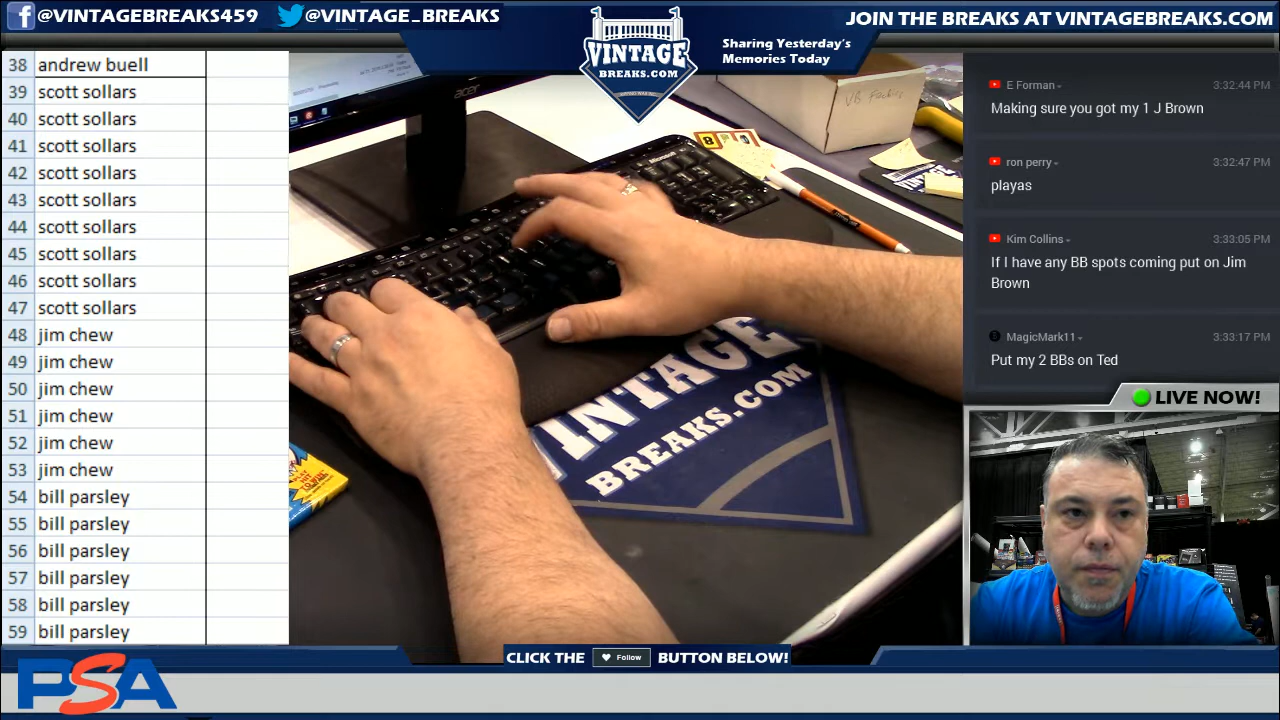 @VINTAGEBREAKS459
@VINTAGE_BREAKS
VINTAGE
BREAKS.COM
Sharing Yesterday's
Memories Today
JOIN THE BREAKS AT VINTAGEBREAKS.COM
38 andrew buell
39 scott sollars
40 scott sollars
41 scott sollars
42 scott sollars
43 scott sollars
44 scott sollars
45 scott sollars
46 scott sollars
47 scott sollars
48 jim chew
49 jim chew
50 jim chew
51 jim chew
52 jim chew
53 jim chew
54 bill parsley
55 bill parsley
56 bill parsley
57 bill parsley
58 bill parsley
59 bill parsley
acer
Microsoft
8
VINTAGE
BREAKS.COM
E Forman 3:32:44 PM
Making sure you got my 1 J Brown
ron perry 3:32:47 PM
playas
Kim Collins 3:33:05 PM
If I have any BB spots coming put on Jim
Brown
MagicMark11 3:33:17 PM
Put my 2 BBs on Ted
LIVE NOW!
CLICK THE Follow BUTTON BELOW!
PSA